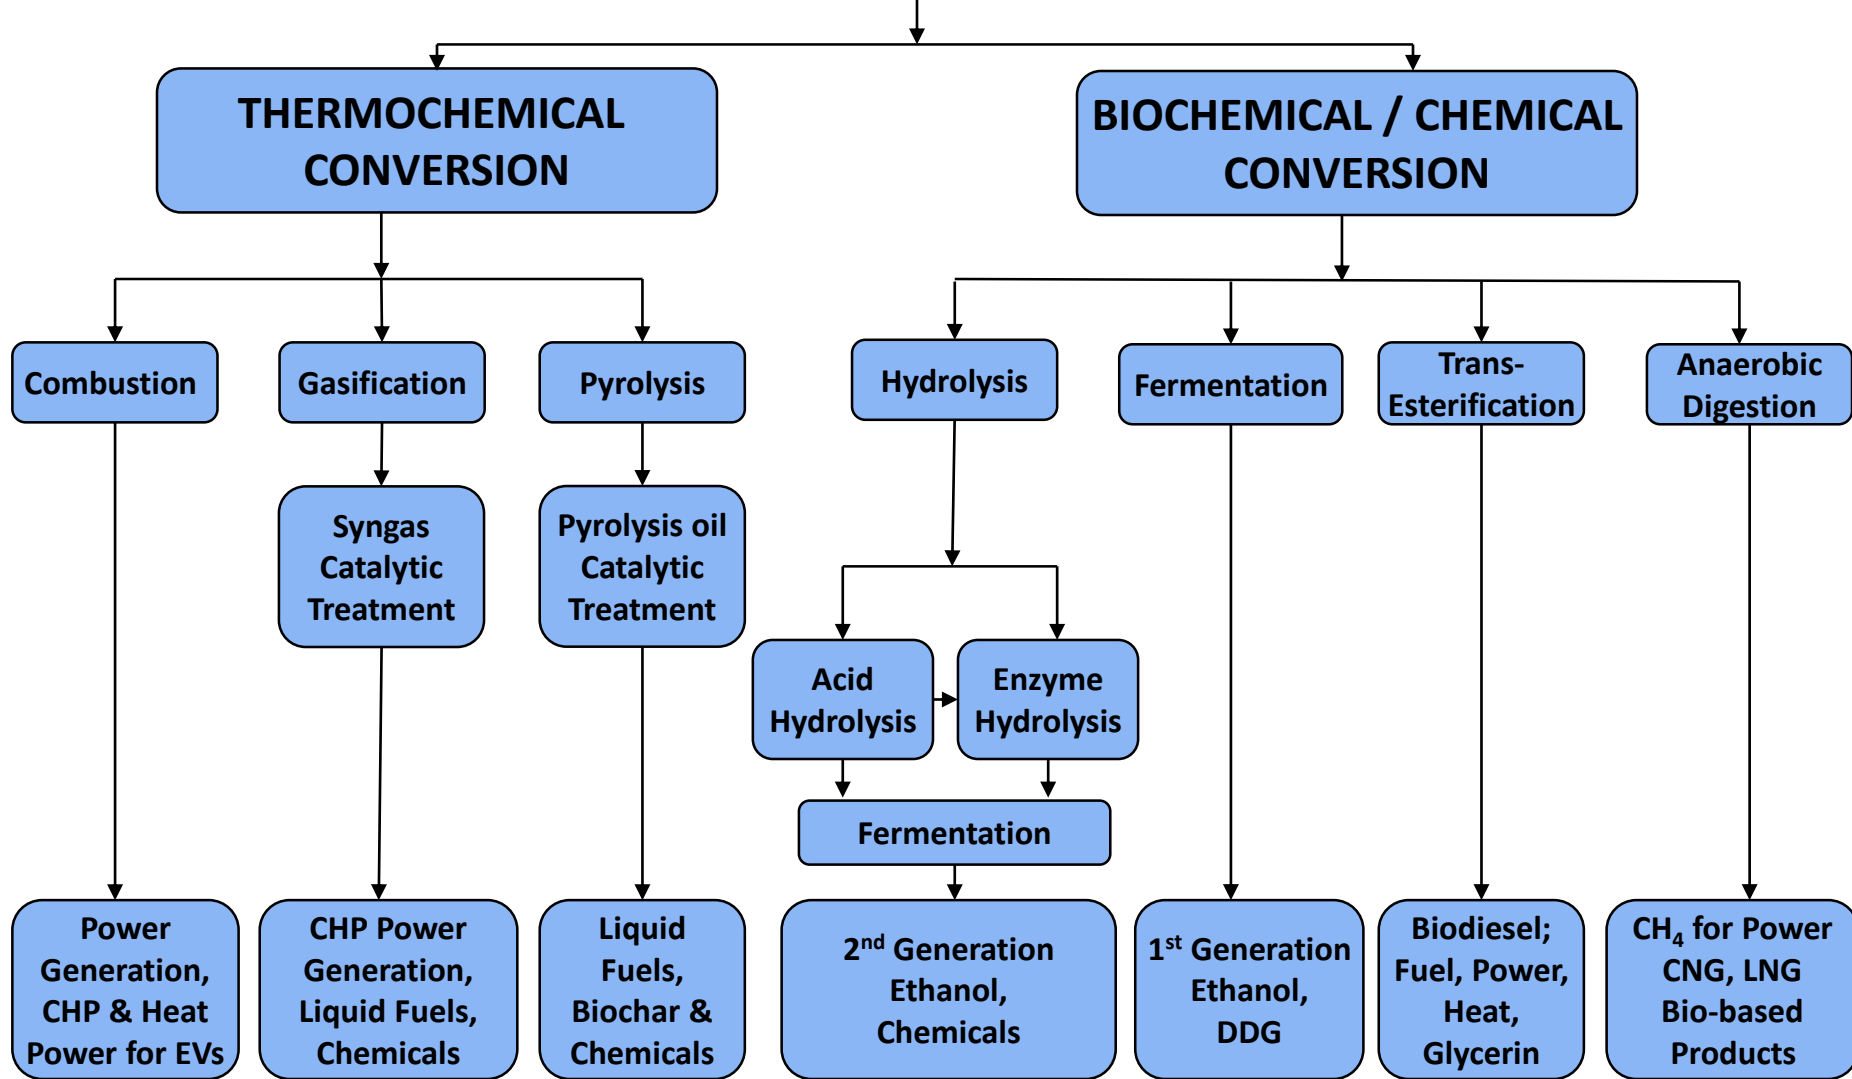 THERMOCHEMICAL
CONVERSION
BIOCHEMICAL / CHEMICAL
CONVERSION
Combustion
Gasification
Pyrolysis
Hydrolysis
Fermentation
Trans-
Esterification
Anaerobic
Digestion
Syngas
Catalytic
Treatment
Pyrolysis oil
Catalytic
Treatment
Acid
Hydrolysis
Enzyme
Hydrolysis
Fermentation
Power
Generation,
CHP & Heat
Power for EVs
CHP Power
Generation,
Liquid Fuels,
Chemicals
Liquid
Fuels,
Biochar &
Chemicals
2nd Generation
Ethanol,
Chemicals
1st Generation
Ethanol,
DDG
Biodiesel;
Fuel, Power,
Heat,
Glycerin
CH4 for Power
CNG, LNG
Bio-based
Products